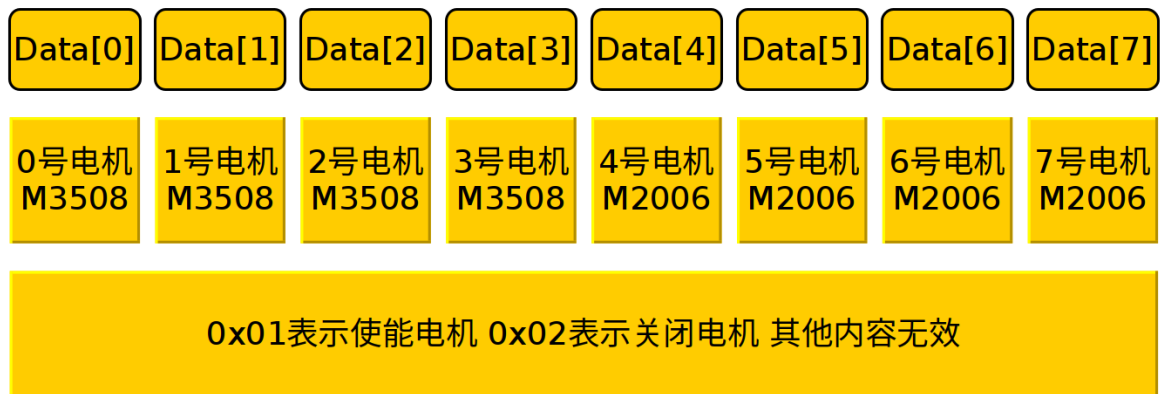 Data[0] Data[1] Data[2] Data[3] Data[4] Data[5] Data[6] Data[7]
0号电机 1号电机 2号电机 3号电机 4号电机 5号电机 6号电机 7号电机
M3508 M3508 M3508 M3508 M2006 M2006 M2006 M2006
0x01表示使能电机 0x02表示关闭电机 其他内容无效